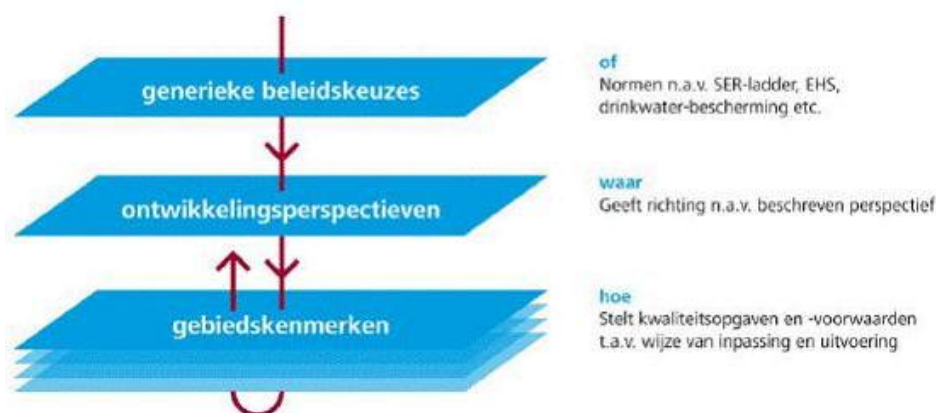 generieke beleidskeuzes
of
Normen n.a.v. SER-ladder, EHS,
drinkwater-bescherming etc.
ontwikkelingsperspectieven
waar
Geeft richting n.a.v. beschreven perspectief
gebiedskenmerken
hoe
Stelt kwaliteitsopgaven en -voorwaarden
t.a.v. wijze van inpassing en uitvoering